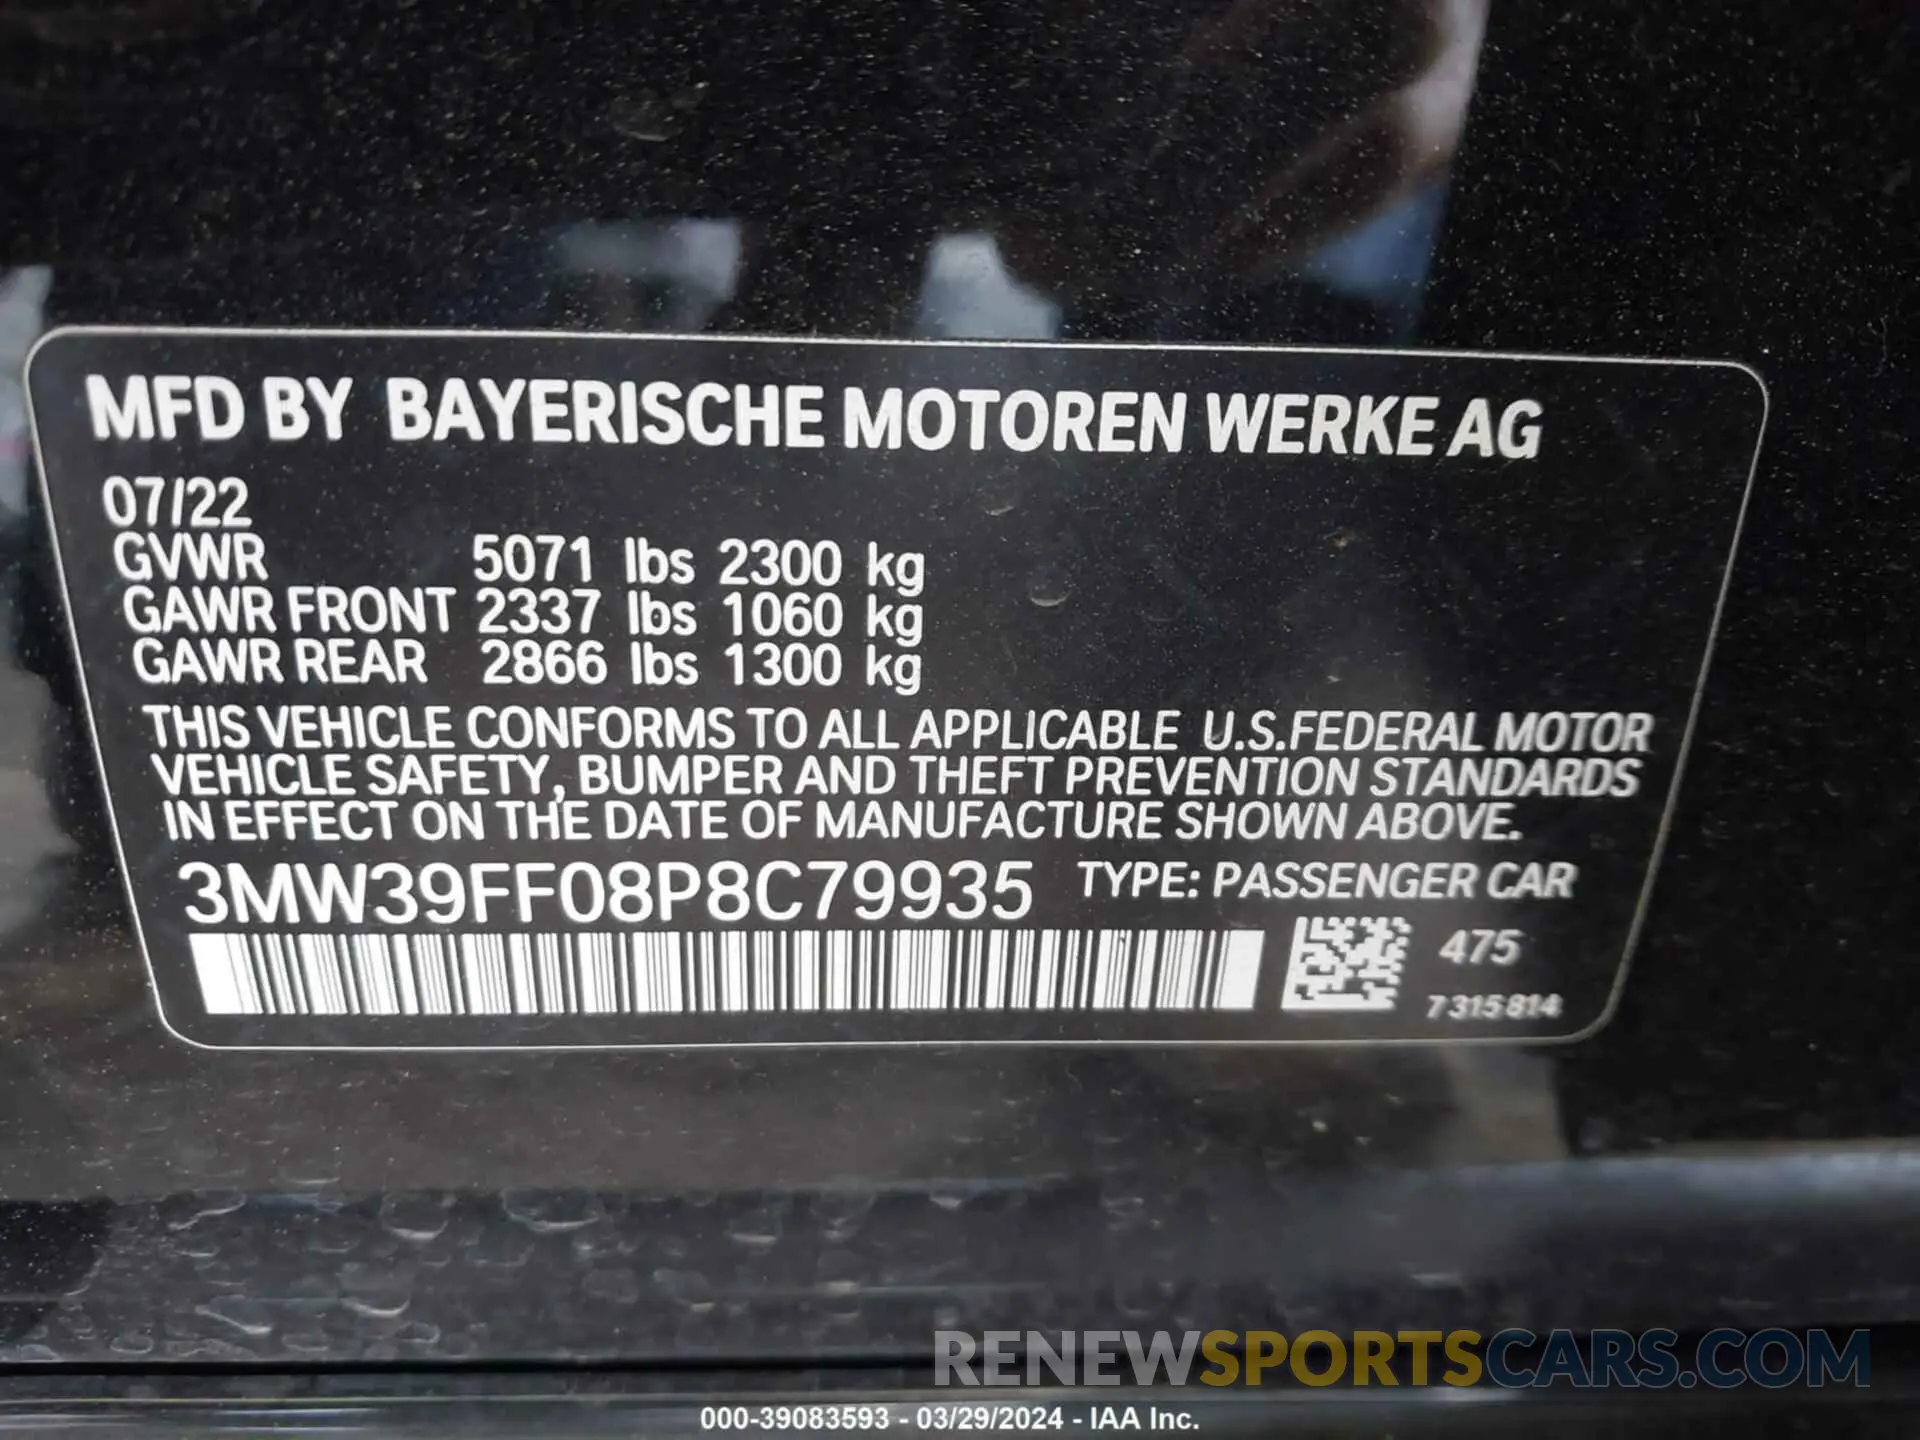 MFD BY BAYERISCHE MOTOREN WERKE AG
07/22
GVWR 5071 lbs 2300 kg
GAWR FRONT 2337 lbs 1060 kg
GAWR REAR 2866 lbs 1300 kg
THIS VEHICLE CONFORMS TO ALL APPLICABLE U.S.FEDERAL MOTOR
VEHICLE SAFETY, BUMPER AND THEFT PREVENTION STANDARDS
IN EFFECT ON THE DATE OF MANUFACTURE SHOWN ABOVE.
3MW39FF08P8C79935 TYPE: PASSENGER CAR
475
7 315 814
RENEWSPORTSCARS.COM
000-39083593 - 03/29/2024 - IAA Inc.